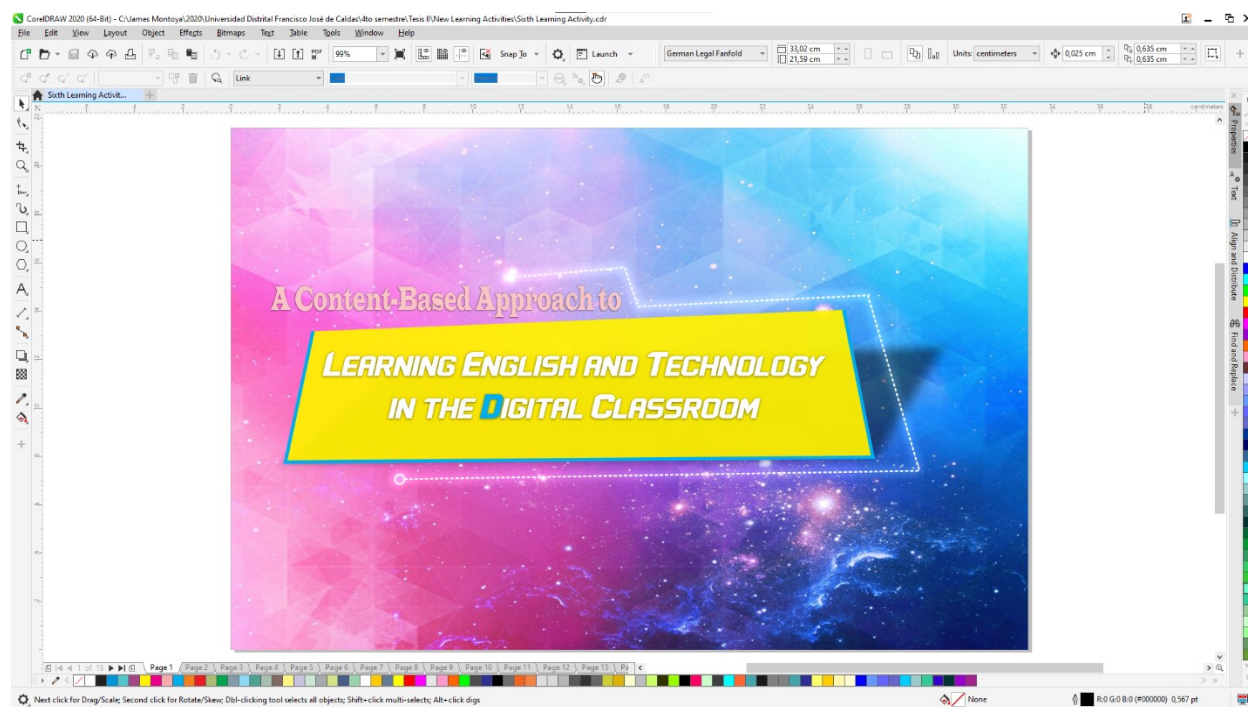 CorelDRAW 2020 (64-Bit) - C:\James Montoya\2020\Universidad Distrital Francisco José de Caldas\4to semestre\Tesis II\New Learning Activities\Sixth Learning Activity.cdr
File Edit View Layout Object Effects Bitmaps Text Table Tools Window Help
PDF 99% Snap To Launch German Legal Fanfold 33,02 cm 21,59 cm Units: centimeters 0,025 cm 0,635 cm 0,635 cm
Link
Sixth Learning Activit...
centimeters
A Content-Based Approach to
LEARNING ENGLISH AND TECHNOLOGY
IN THE DIGITAL CLASSROOM
Properties
Text
Align and Distribute
Find and Replace
1 of 19 Page 1 Page 2 Page 3 Page 4 Page 5 Page 6 Page 7 Page 8 Page 9 Page 10 Page 11 Page 12 Page 13 Pa
Next click for Drag/Scale; Second click for Rotate/Skew; Dbl-clicking tool selects all objects; Shift+click multi-selects; Alt+click digs None R:0 G:0 B:0 (#000000) 0,567 pt